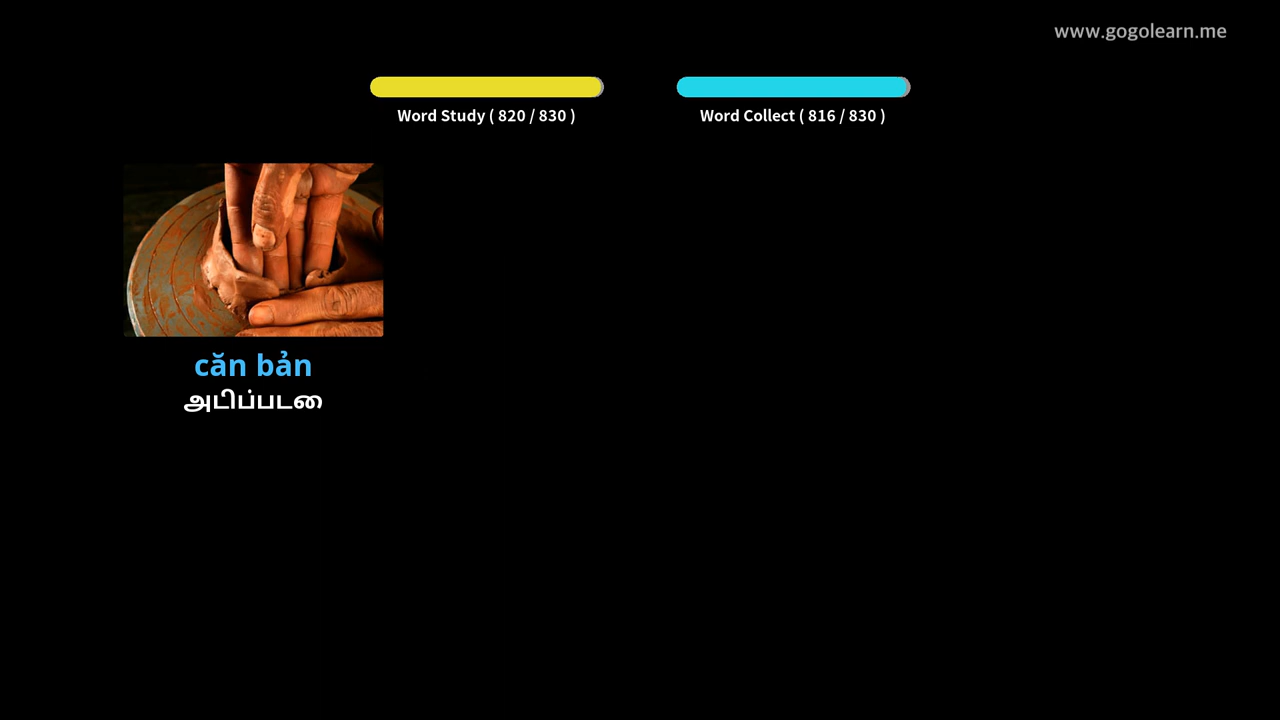 www.gogolearn.me
Word Study ( 820 / 830 )
Word Collect ( 816 / 830 )
căn bản
அடிப்படை